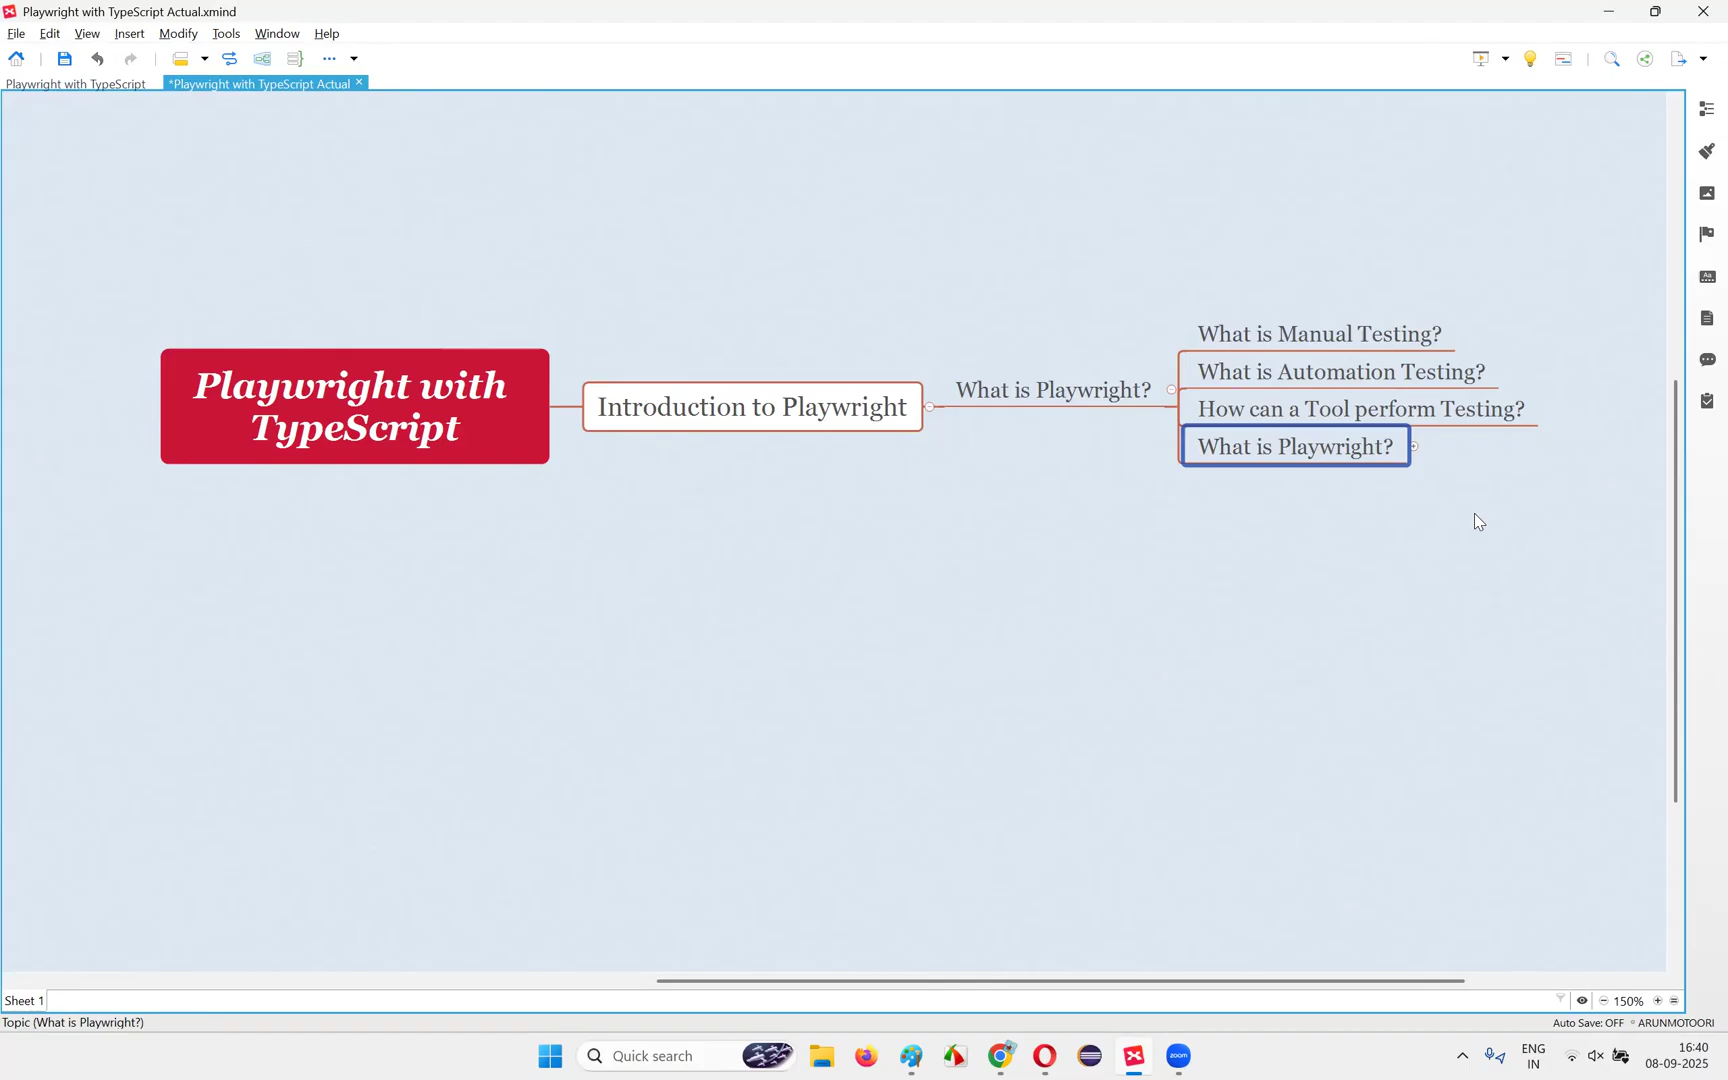 Playwright with TypeScript Actual.xmind
File Edit View Insert Modify Tools Window Help
Playwright with TypeScript
*Playwright with TypeScript Actual
Playwright with
TypeScript
Introduction to Playwright
What is Playwright?
What is Manual Testing?
What is Automation Testing?
How can a Tool perform Testing?
What is Playwright?
Sheet 1
150%
Topic (What is Playwright?)
Auto Save: OFF
ARUNMOTOORI
Quick search
zoom
ENG
IN
16:40
08-09-2025